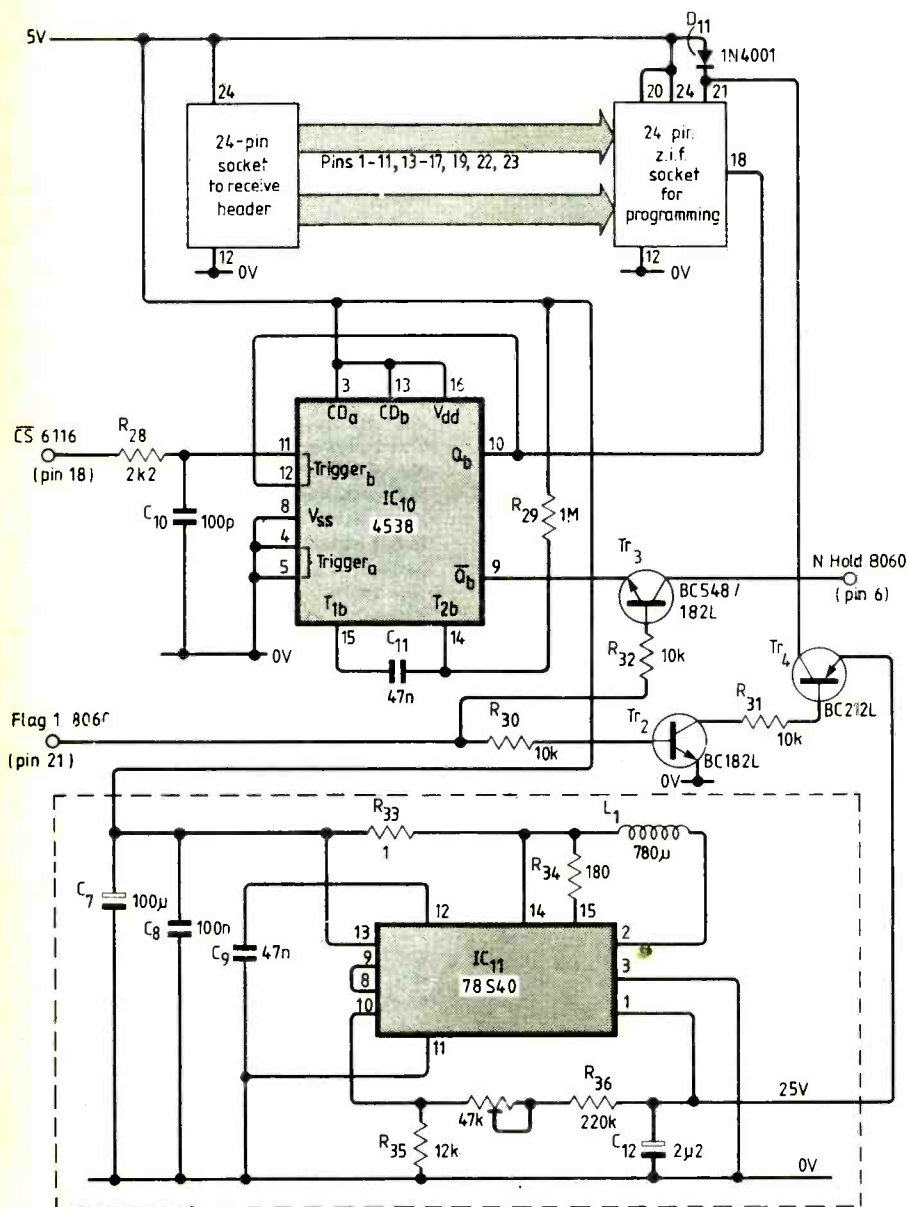 D11
5V
1N4001
24
20 24 21
24-pin
socket
to receive
header
Pins 1-11, 13-17, 19, 22, 23
24 pin
z.i.f.
socket
for
programming
18
12
0V
12
0V
3 13 16
CDa CDb Vdd
CS 6116
(pin 18)
R28
2k2
11
12
Triggerb
10
Qb
C10
100p
8
Vss
IC10
4538
R29
1M
4
5
Triggera
9
Qb
Tr3
N Hold 8060
(pin 6)
BC548/
182L
T1b
T2b
15
C11
14
47n
0V
R32
10k
Tr4
BC212L
Flag 1 8060
(pin 21)
R30
10k
Tr2
BC182L
R31
10k
0V
R33
1
L1
780µ
R34
180
C7
100µ
C8
100n
C9
47n
12
14
15
13
9
8
10
IC11
78S40
2
3
1
11
47k
R36
220k
25V
R35
12k
C12
2µ2
0V